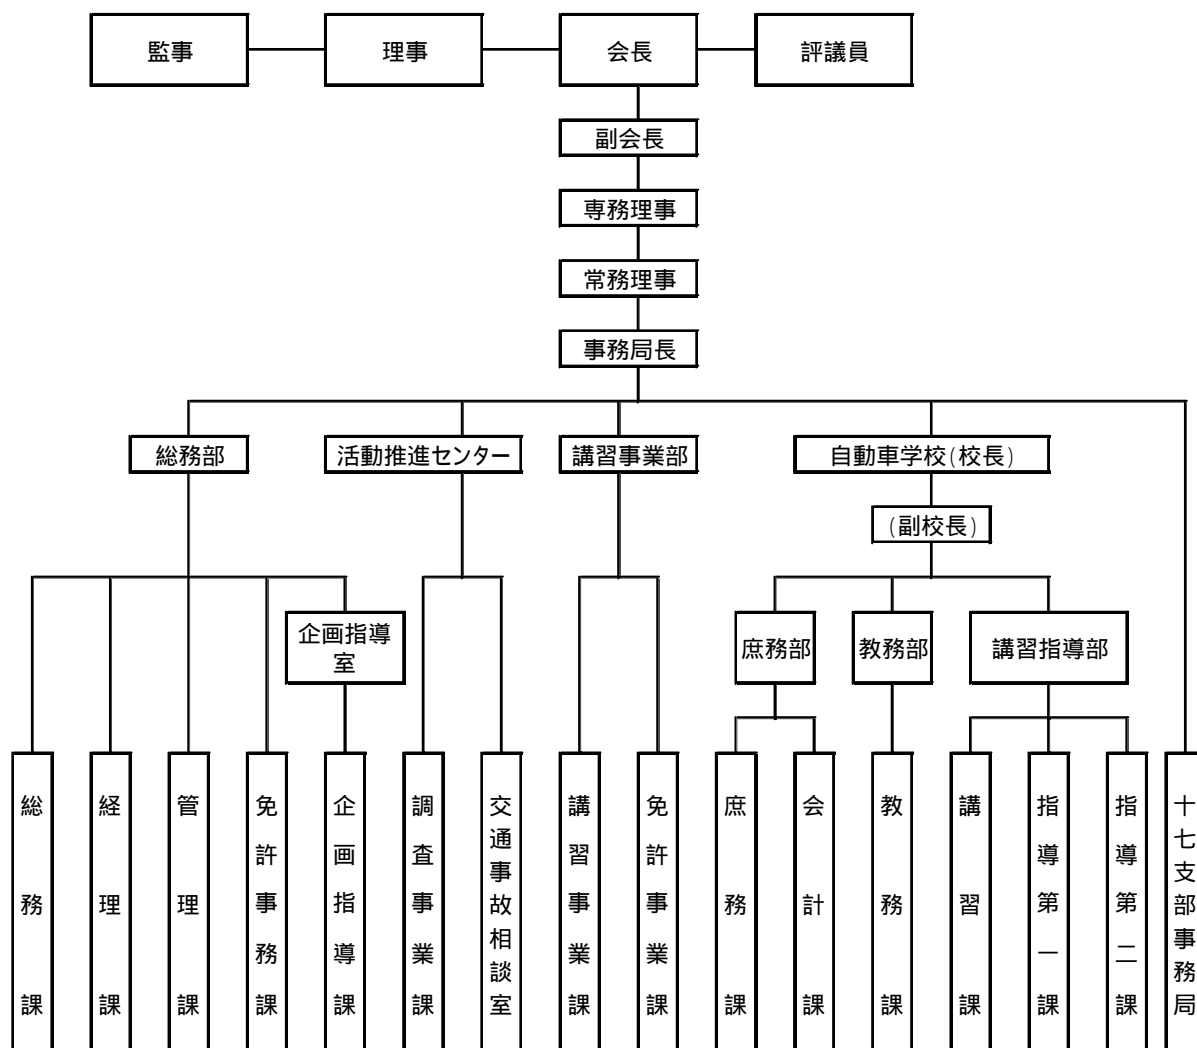 監事
理事
会長
評議員
副会長
専務理事
常務理事
事務局長
総務部
活動推進センター
講習事業部
自動車学校(校長)
(副校長)
企画指導
室
庶務部
教務部
講習指導部
総務課
経理課
管理課
免許事務課
企画指導課
調査事業課
交通事故相談室
講習事業課
免許事業課
庶務課
会計課
教務課
講習課
指導第一課
指導第二課
十七支部事務局